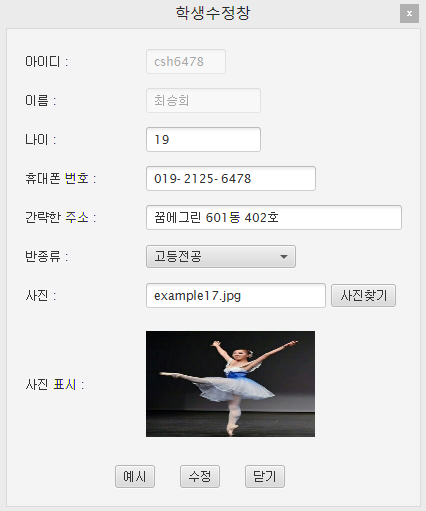 학생수정창
x
아이디 : csh6478
이름 : 최승희
나이 : 19
휴대폰 번호 : 019- 2125- 6478
간략한 주소 : 꿈에그린 601동 402호
반종류 : 고등전공
사진 : example17.jpg 사진찾기
사진 표시 :
예시 수정 닫기